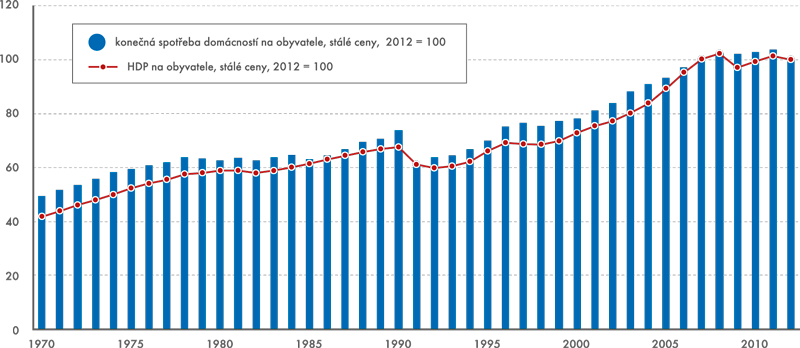 120
konečná spotřeba domácností na obyvatele, stálé ceny, 2012 = 100
HDP na obyvatele, stálé ceny, 2012 = 100
100
80
60
40
20
0
1970 1975 1980 1985 1990 1995 2000 2005 2010